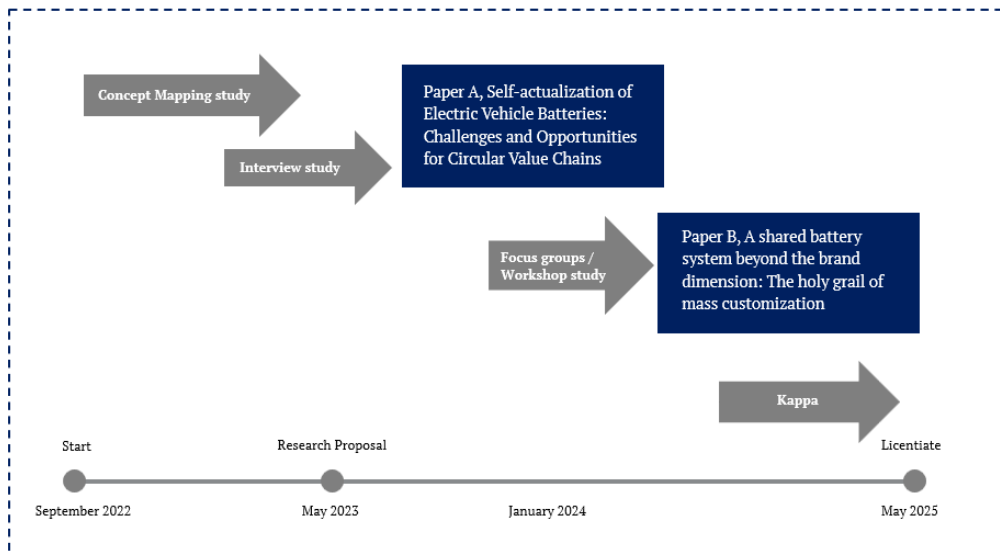 Concept Mapping study
Paper A, Self-actualization of
Electric Vehicle Batteries:
Challenges and Opportunities
for Circular Value Chains
Interview study
Focus groups /
Workshop study
Paper B, A shared battery
system beyond the brand
dimension: The holy grail of
mass customization
Kappa
Start
Research Proposal
Licentiate
September 2022
May 2023
January 2024
May 2025